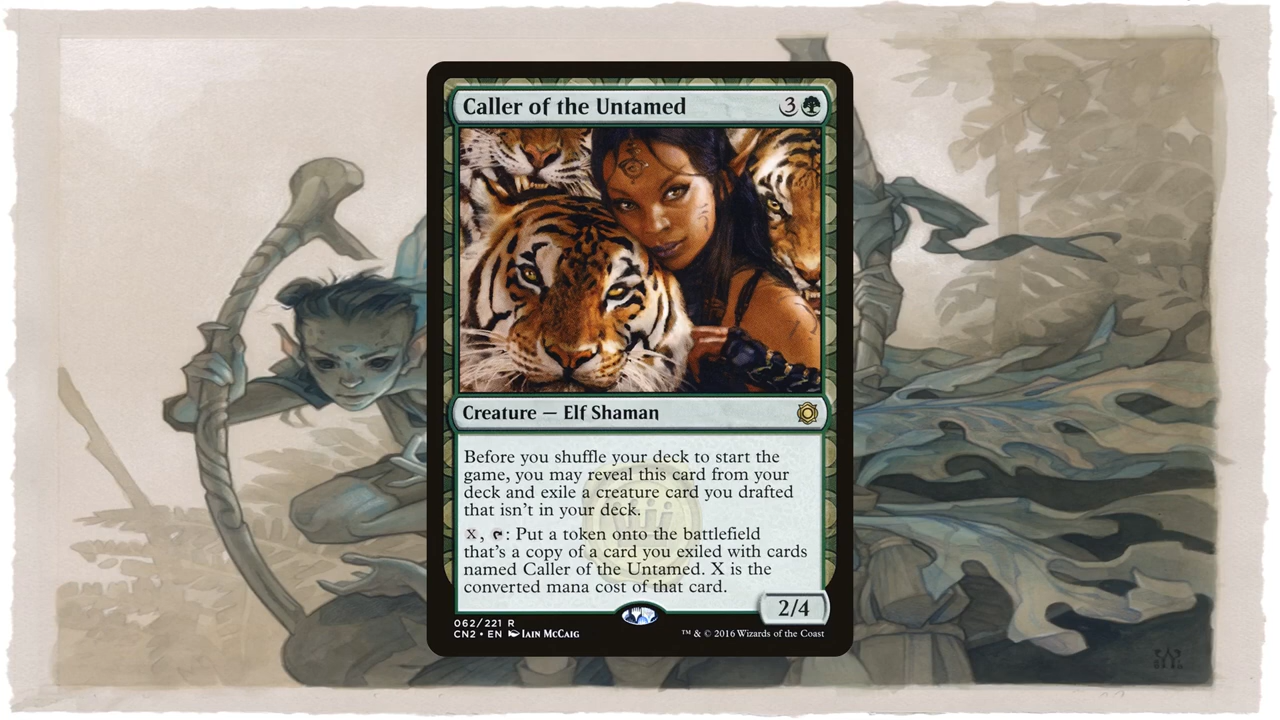 Caller of the Untamed 3
Creature — Elf Shaman
Before you shuffle your deck to start the
game, you may reveal this card from your
deck and exile a creature card you drafted
that isn't in your deck.
X, : Put a token onto the battlefield
that's a copy of a card you exiled with cards
named Caller of the Untamed. X is the
converted mana cost of that card.
2/4
062/221 R
CN2 • EN Iain McCaig
™ & © 2016 Wizards of the Coast